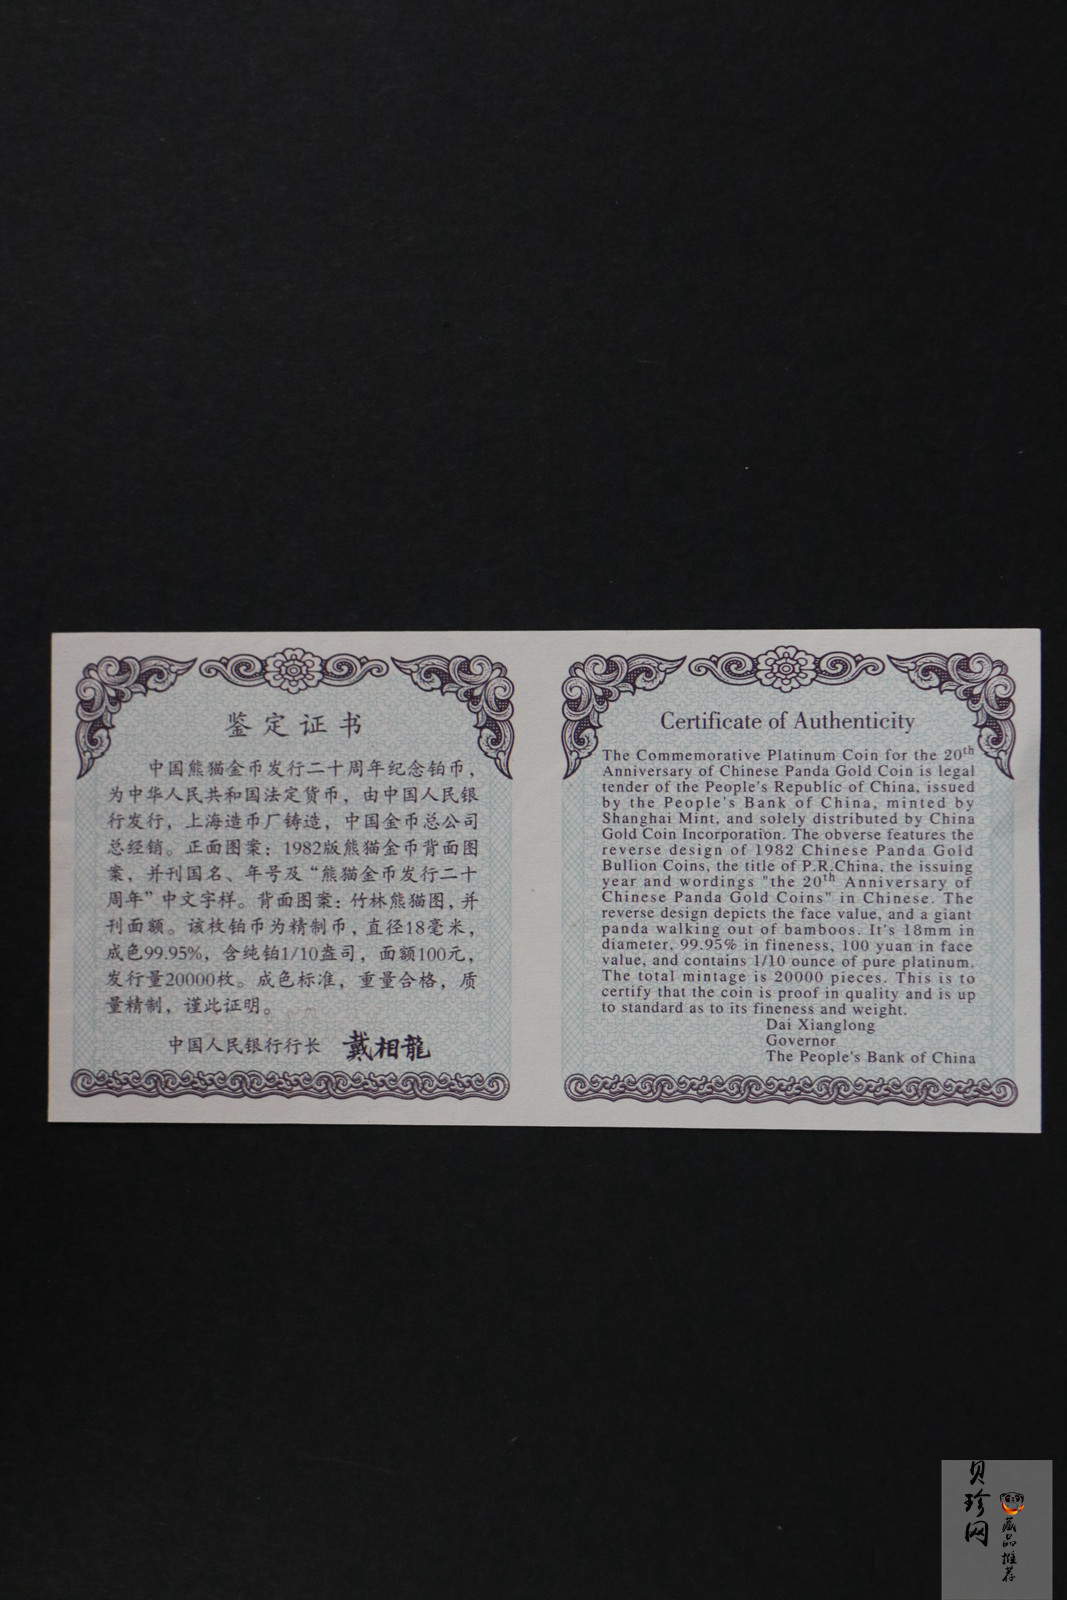 鉴定证书
中国熊猫金币发行二十周年纪念铂币，
为中华人民共和国法定货币，由中国人民银
行发行，上海造币厂铸造，中国金币总公司
总经销。正面图案：1982版熊猫金币背面图
案，并刊国名、年号及“熊猫金币发行二十
周年”中文字样。背面图案：竹林熊猫图，并
刊面额。该枚铂币为精制币，直径18毫米，
成色99.95%，含纯铂1/10盎司，面额100元，
发行量20000枚。成色标准，重量合格，质
量精制，谨此证明。
中国人民银行行长 戴相龍
Certificate of Authenticity
The Commemorative Platinum Coin for the 20th
Anniversary of Chinese Panda Gold Coin is legal
tender of the People's Republic of China, issued
by the People's Bank of China, minted by
Shanghai Mint, and solely distributed by China
Gold Coin Incorporation. The obverse features the
reverse design of 1982 Chinese Panda Gold
Bullion Coins, the title of P.R.China, the issuing
year and wordings "the 20th Anniversary of
Chinese Panda Gold Coins" in Chinese. The
reverse design depicts the face value, and a giant
panda walking out of bamboos. It's 18mm in
diameter, 99.95% in fineness, 100 yuan in face
value, and contains 1/10 ounce of pure platinum.
The total mintage is 20000 pieces. This is to
certify that the coin is proof in quality and is up
to standard as to its fineness and weight.
Dai Xianglong
Governor
The People's Bank of China
贝珍网
藏品推荐